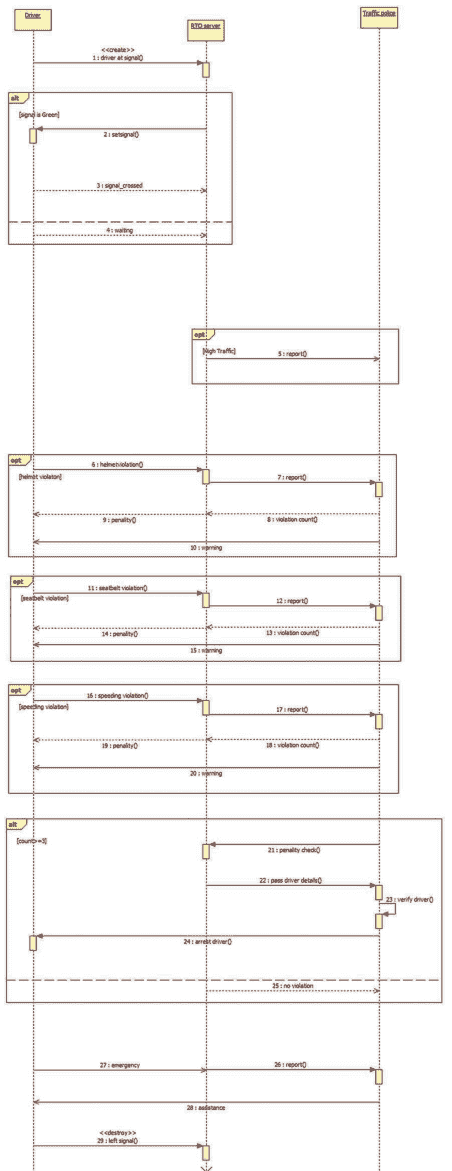 Driver
RTO server
Traffic police
<<create>>
1 : driver at signal()
alt
[signal is Green]
2 : setsignal()
3 : signal_crossed
4 : waiting
opt
[High Traffic]
5 : report()
opt
6 : helmetviolation()
[helmet violaton]
7 : report()
8 : violation count()
9 : penality()
10 : warning
opt
11 : seatbelt violation()
[seatbelt violation]
12 : report()
13 : violation count()
14 : penality()
15 : warning
opt
16 : speeding violation()
[speeding violation]
17 : report()
18 : violation count()
19 : penality()
20 : warning
alt
[count>=3]
21 : penality check()
22 : pass driver details()
23 : verify driver()
24 : arrest driver()
25 : no violation
27 : emergency
26 : report()
28 : assistance
<<destroy>>
29 : left signal()